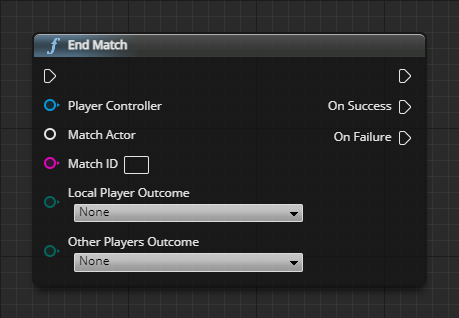 End Match
Player Controller
On Success
Match Actor
On Failure
Match ID
Local Player Outcome
None
Other Players Outcome
None